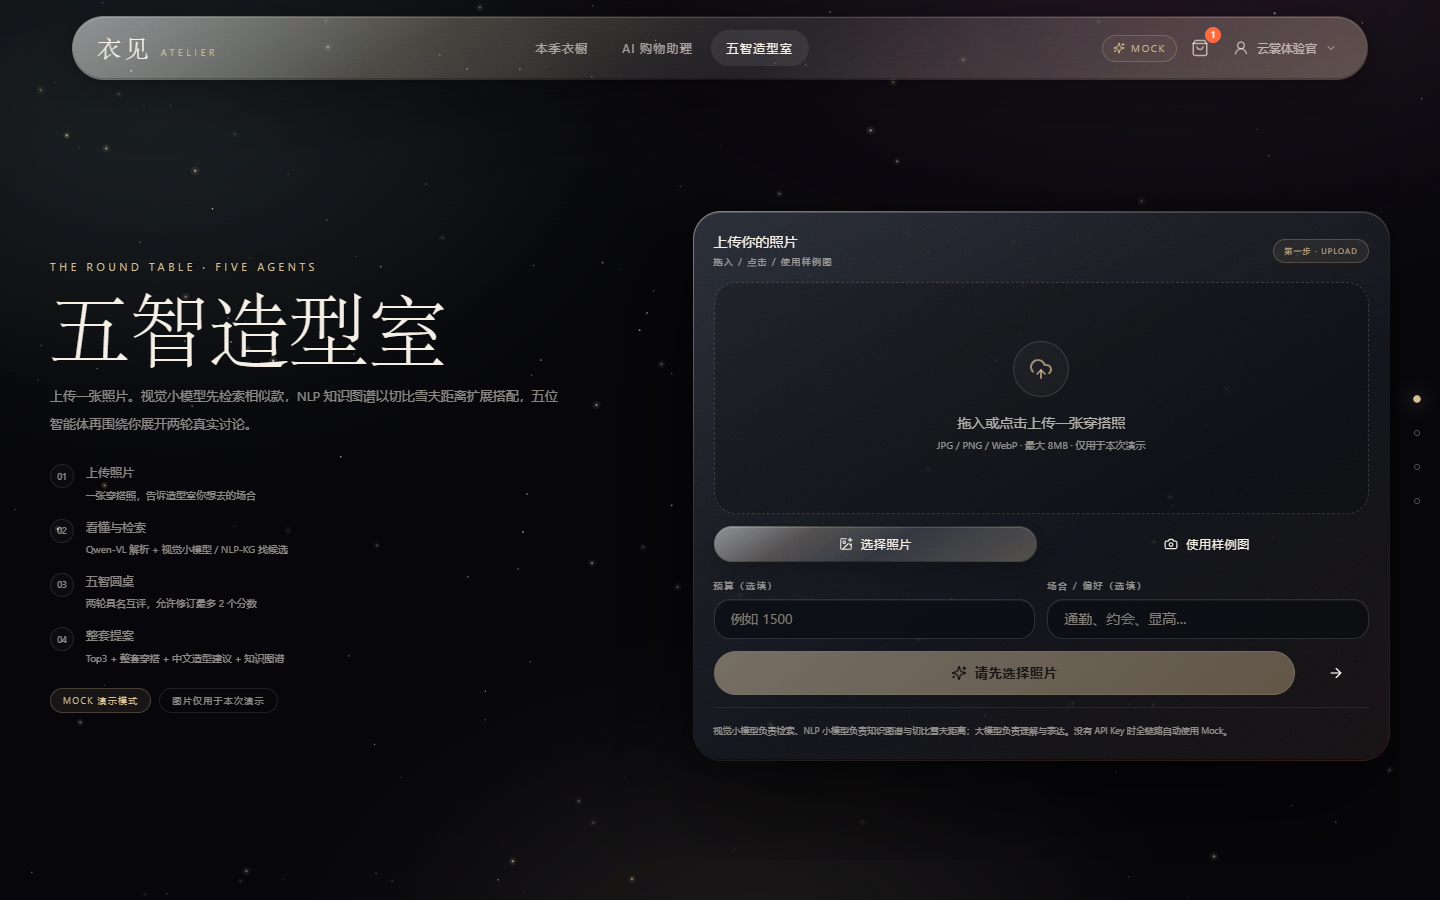 衣见 ATELIER
本季衣橱 AI 购物助理 五智造型室
MOCK 1 云棠体验官
THE ROUND TABLE · FIVE AGENTS
五智造型室
上传一张照片。视觉小模型先检索相似款，NLP 知识图谱以切比雪夫距离扩展搭配，五位
智能体再围绕你展开两轮真实讨论。
01 上传照片
一张穿搭照，告诉造型室你想去的场合
02 看懂与检索
Qwen-VL 解析 + 视觉小模型 / NLP-KG 找候选
03 五智圆桌
两轮具名互评，允许修订最多 2 个分数
04 整套提案
Top3 + 整套穿搭 + 中文造型建议 + 知识图谱
MOCK 演示模式 图片仅用于本次演示
上传你的照片
拖入 / 点击 / 使用样例图
第一步 · UPLOAD
拖入或点击上传一张穿搭照
JPG / PNG / WebP · 最大 8MB · 仅用于本次演示
选择照片 使用样例图
预算（选填） 场合 / 偏好（选填）
例如 1500 通勤、约会、显高...
请先选择照片
视觉小模型负责检索、NLP 小模型负责知识图谱与切比雪夫距离；大模型负责理解与表达。没有 API Key 时全链路自动使用 Mock。